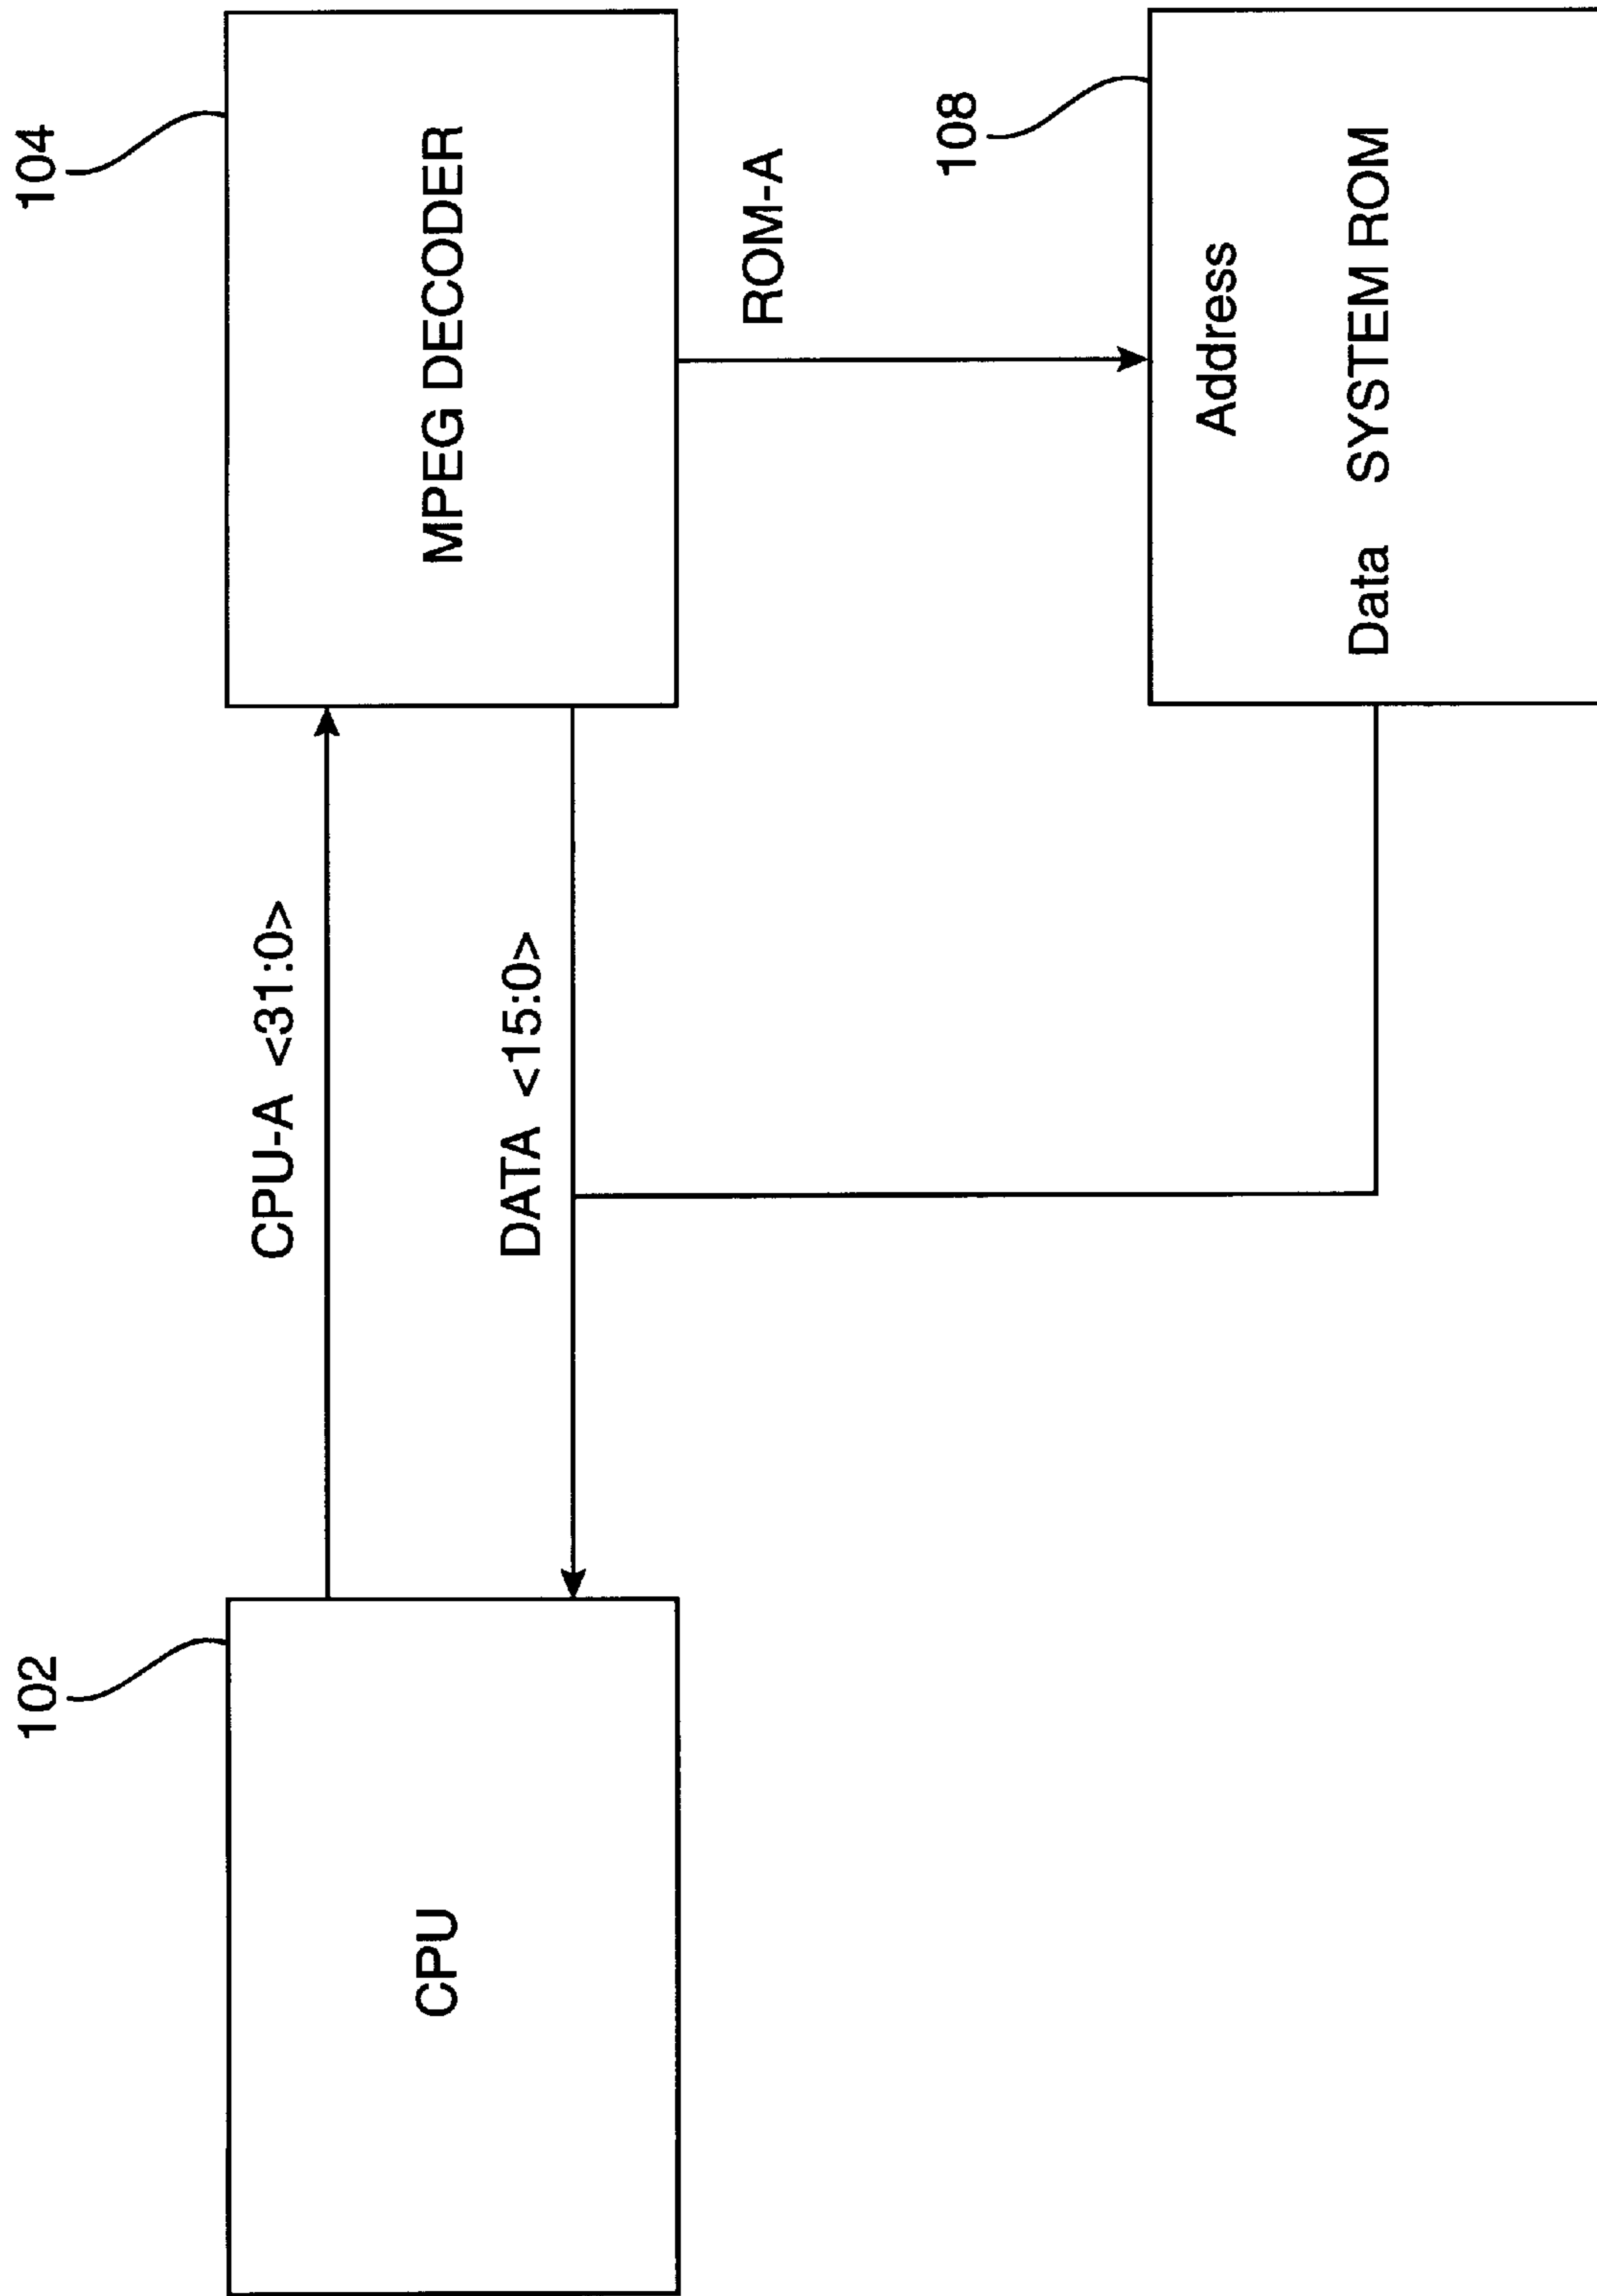 102
104
CPU
CPU-A <31:0>
DATA <15:0>
MPEG DECODER
ROM-A
108
Address
Data SYSTEM ROM